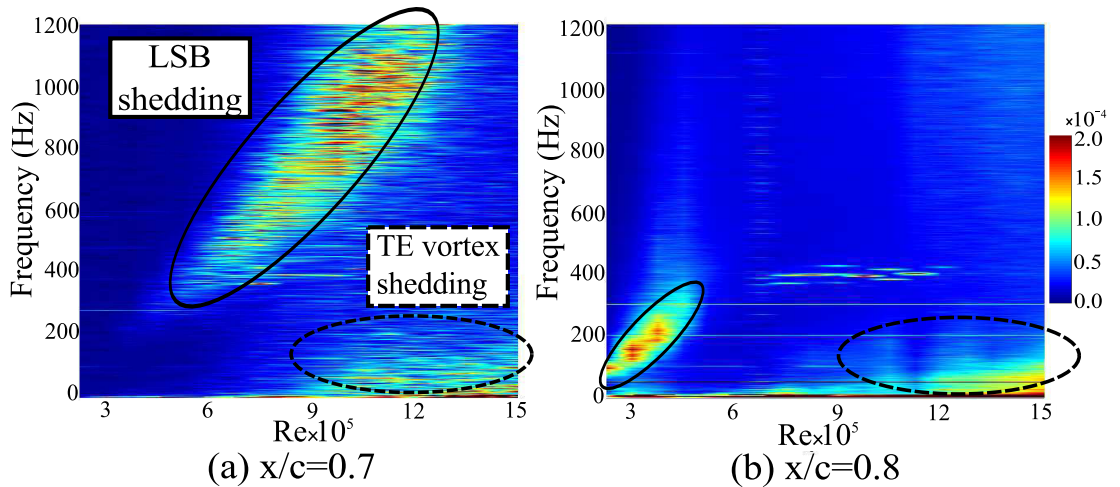 1200
1000
800
600
400
200
0
Frequency (Hz)
LSB
shedding
TE vortex
shedding
3 6 9 12 15
Re×10⁵
(a) x/c=0.7
1200
1000
800
600
400
200
0
Frequency (Hz)
3 6 9 12 15
Re×10⁵
(b) x/c=0.8
×10⁻⁴
2.0
1.5
1.0
0.5
0.0